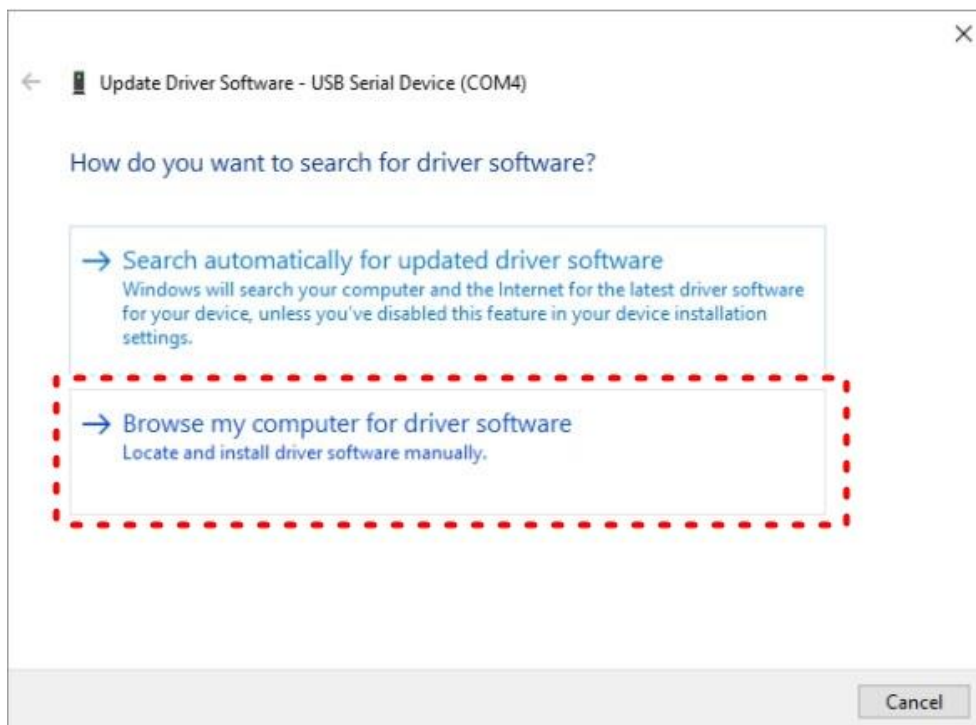 Update Driver Software - USB Serial Device (COM4)
How do you want to search for driver software?
Search automatically for updated driver software
Windows will search your computer and the Internet for the latest driver software
for your device, unless you've disabled this feature in your device installation
settings.
Browse my computer for driver software
Locate and install driver software manually.
Cancel